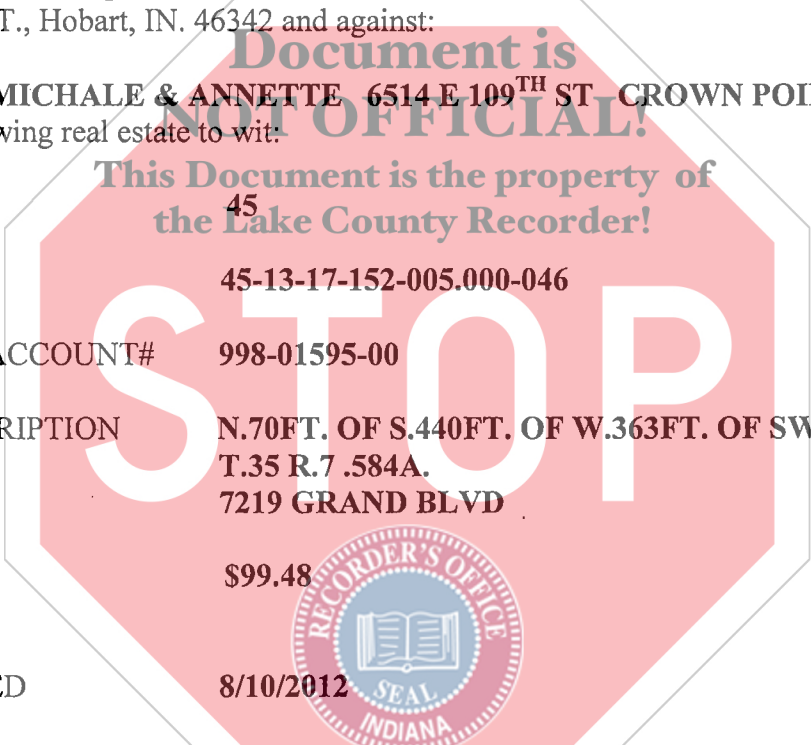 T., Hobart, IN. 46342 and against:
Document is
MICHALE & ANNETTE 6514 E 109TH ST CROWN
NOT OFFICIAL!
wing real estate to wit:
This Document is the property of
45
the Lake County Recorder!
45-13-17-152-005.000-046
STOP
ACCOUNT# 998-01595-00
RIPTION N.70FT. OF S.440FT. OF W.363FT. OF SW
T.35 R.7 .584A.
7219 GRAND BLVD
$99.48
RECORDER'S OFFICE
ED 8/10/2012
SEAL
INDIANA